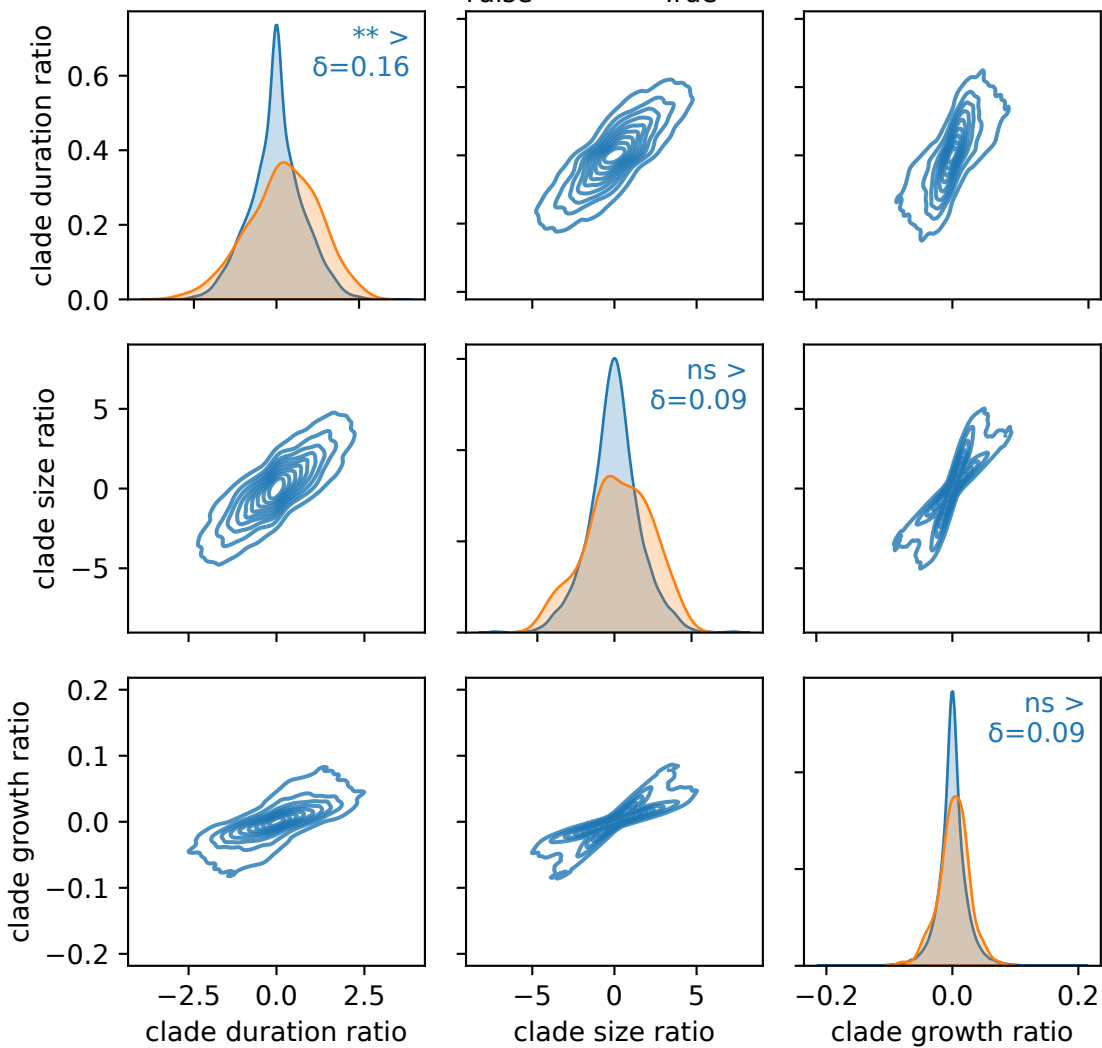 clade duration ratio
0.6
0.4
0.2
0.0
** >
δ=0.16
clade size ratio
5
0
−5
ns >
δ=0.09
clade growth ratio
0.2
0.1
0.0
−0.1
−0.2
ns >
δ=0.09
−2.5 0.0 2.5
−5 0 5
−0.2 0.0 0.2
clade duration ratio
clade size ratio
clade growth ratio